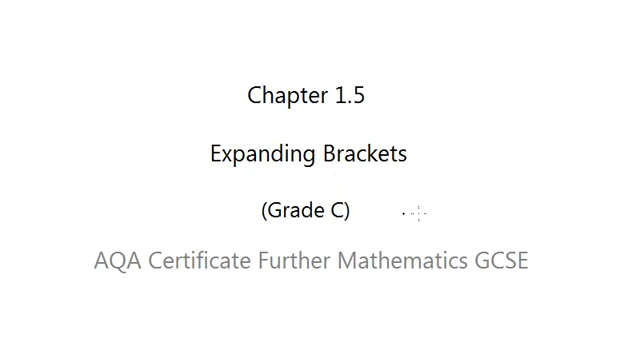 Chapter 1.5
Expanding Brackets
(Grade C)
AQA Certificate Further Mathematics GCSE